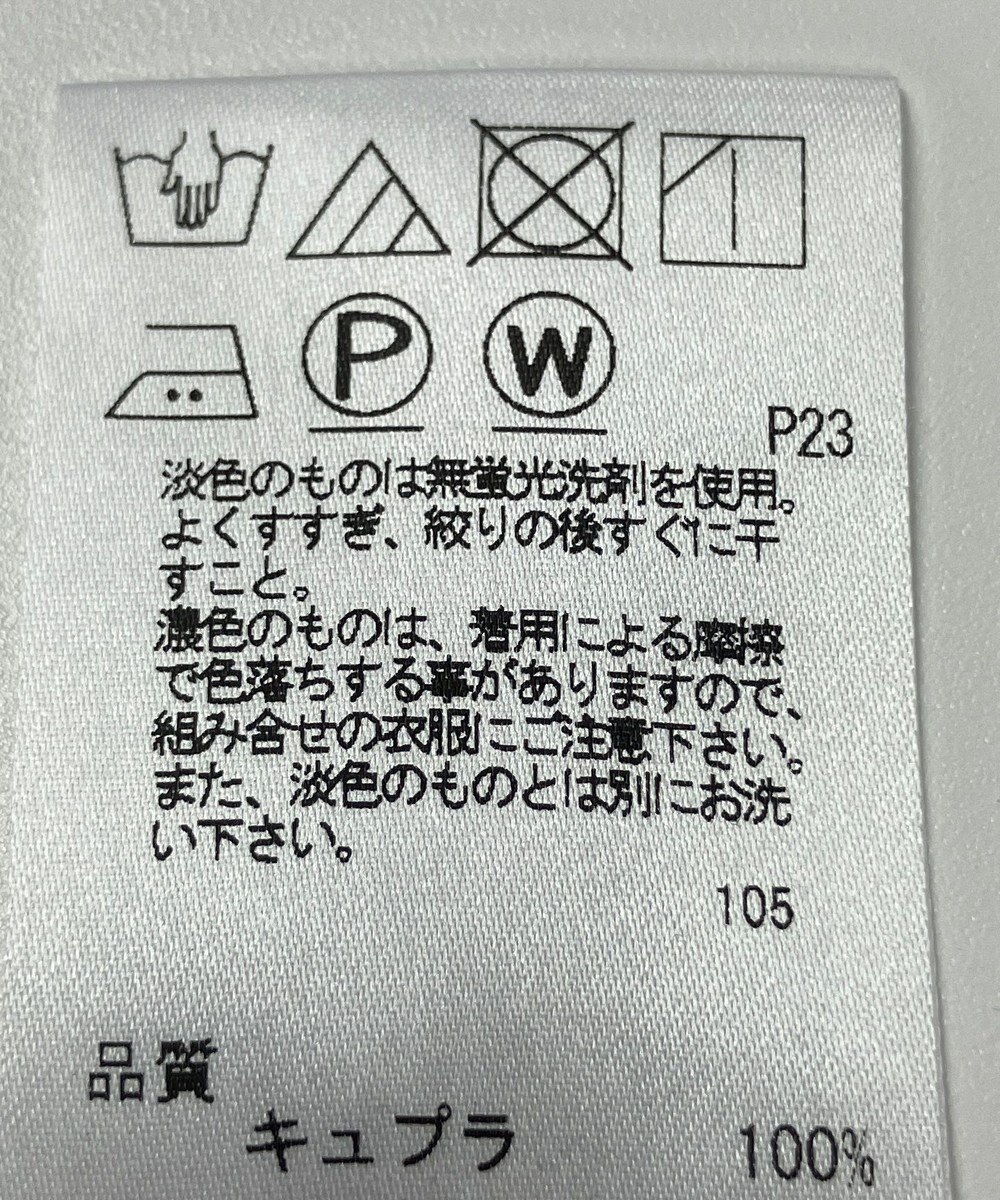 P W
P23
淡色のものは無蛍光洗剤を使用。
よくすすぎ、絞りの後すぐに干
すこと。
濃色のものは、着用による摩擦
で色落ちする事がありますので、
組み合せの衣服にご注意下さい。
また、淡色のものとは別にお洗
い下さい。
105
品質
キュプラ 100%